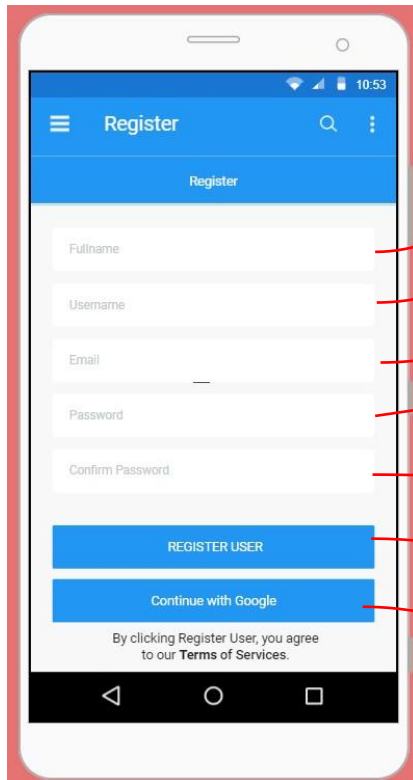 10:53
Register
Register
Fullname
Username
Email
Password
Confirm Password
REGISTER USER
Continue with Google
By clicking Register User, you agree
to our Terms of Services.